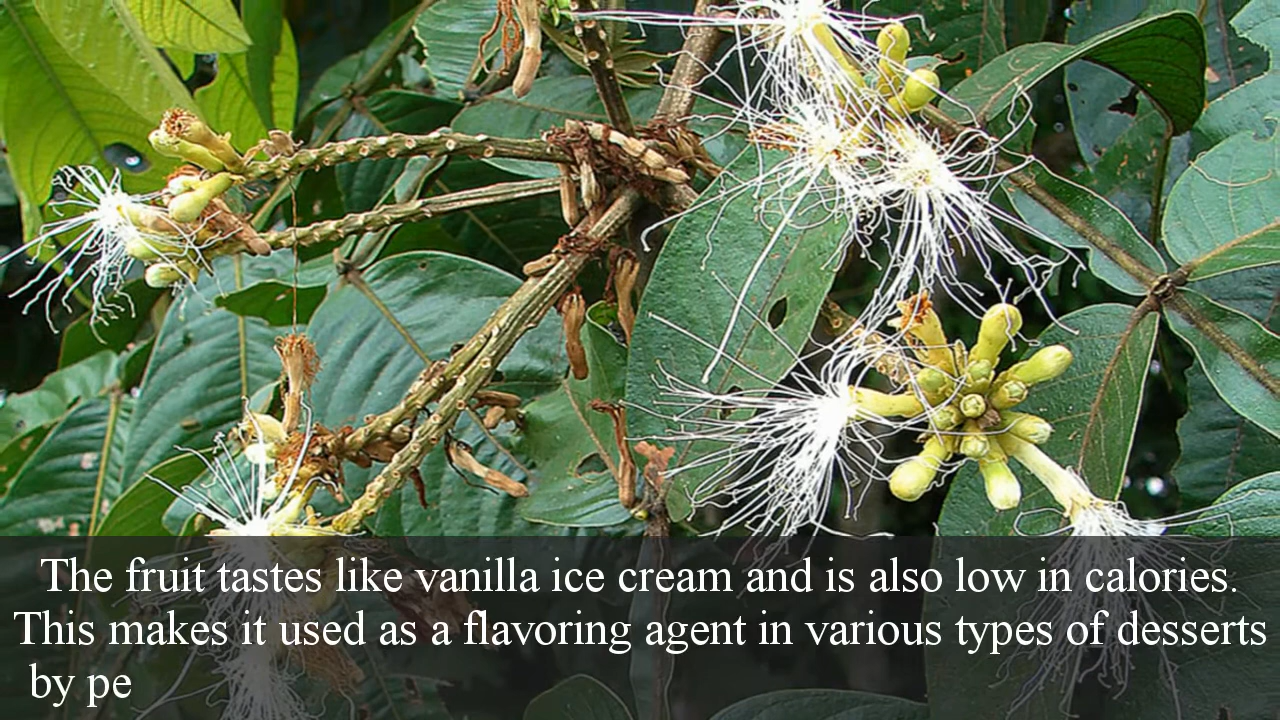 The fruit tastes like vanilla ice cream and is also low in calories.
This makes it used as a flavoring agent in various types of desserts
by pe